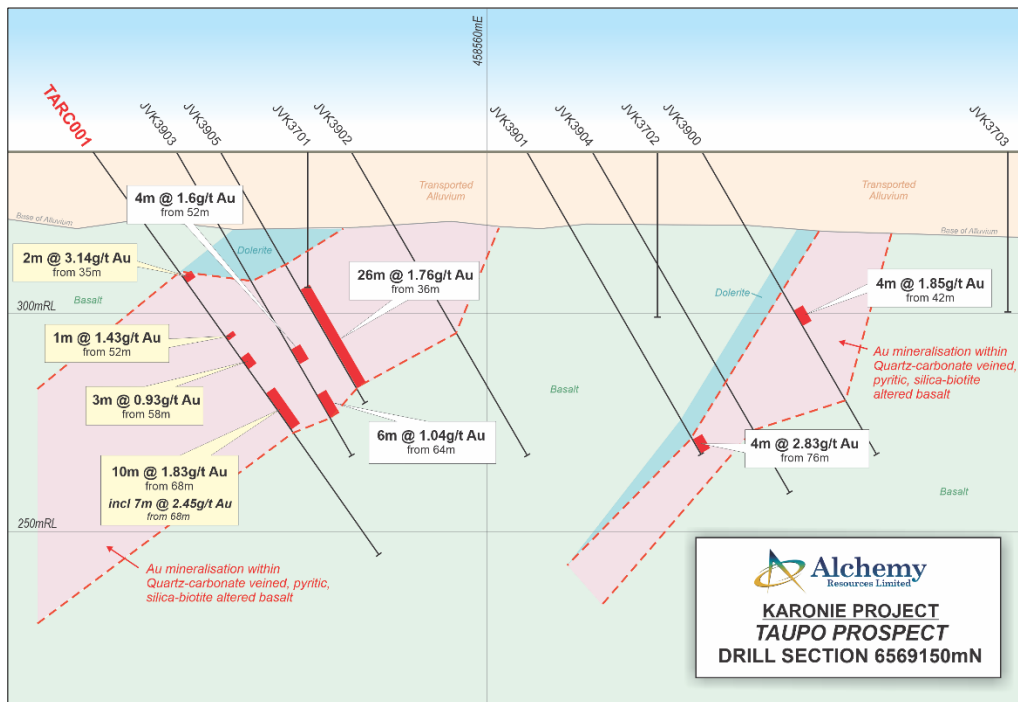 458560mE
TARC001
JVK3903
JVK3905
JVK3701
JVK3902
JVK3901
JVK3904
JVK3702
JVK3900
JVK3703
Transported
Alluvium
Transported
Alluvium
Base of Alluvium
Base of Alluvium
4m @ 1.6g/t Au
from 52m
2m @ 3.14g/t Au
from 35m
Dolerite
26m @ 1.76g/t Au
from 36m
4m @ 1.85g/t Au
from 42m
Dolerite
Basalt
300mRL
1m @ 1.43g/t Au
from 52m
3m @ 0.93g/t Au
from 58m
Au mineralisation within
Quartz-carbonate veined,
pyritic, silica-biotite
altered basalt
Basalt
6m @ 1.04g/t Au
from 64m
4m @ 2.83g/t Au
from 76m
10m @ 1.83g/t Au
from 68m
incl 7m @ 2.45g/t Au
from 68m
Basalt
250mRL
Au mineralisation within
Quartz-carbonate veined, pyritic,
silica-biotite altered basalt
Alchemy
Resources Limited
KARONIE PROJECT
TAUPO PROSPECT
DRILL SECTION 6569150mN